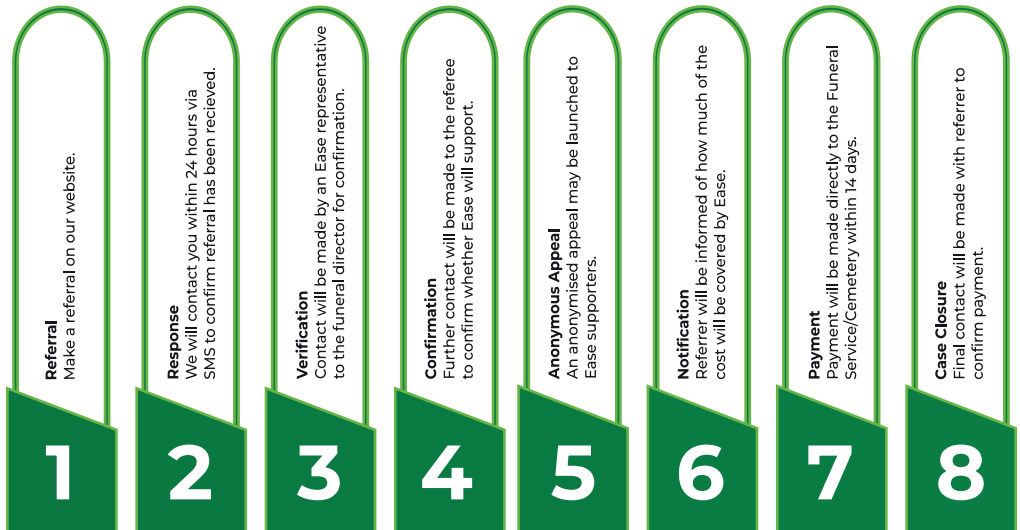 Referral
Make a referral on our website.
1
Response
We will contact you within 24 hours via
SMS to confirm referral has been recieved.
2
Verification
Contact will be made by an Ease representative
to the funeral director for confirmation.
3
Confirmation
Further contact will be made to the referee
to confirm whether Ease will support.
4
Anonymous Appeal
An anonymised appeal may be launched to
Ease supporters.
5
Notification
Referrer will be informed of how much of the
cost will be covered by Ease.
6
Payment
Payment will be made directly to the Funeral
Service/Cemetery within 14 days.
7
Case Closure
Final contact will be made with referrer to
confirm payment.
8